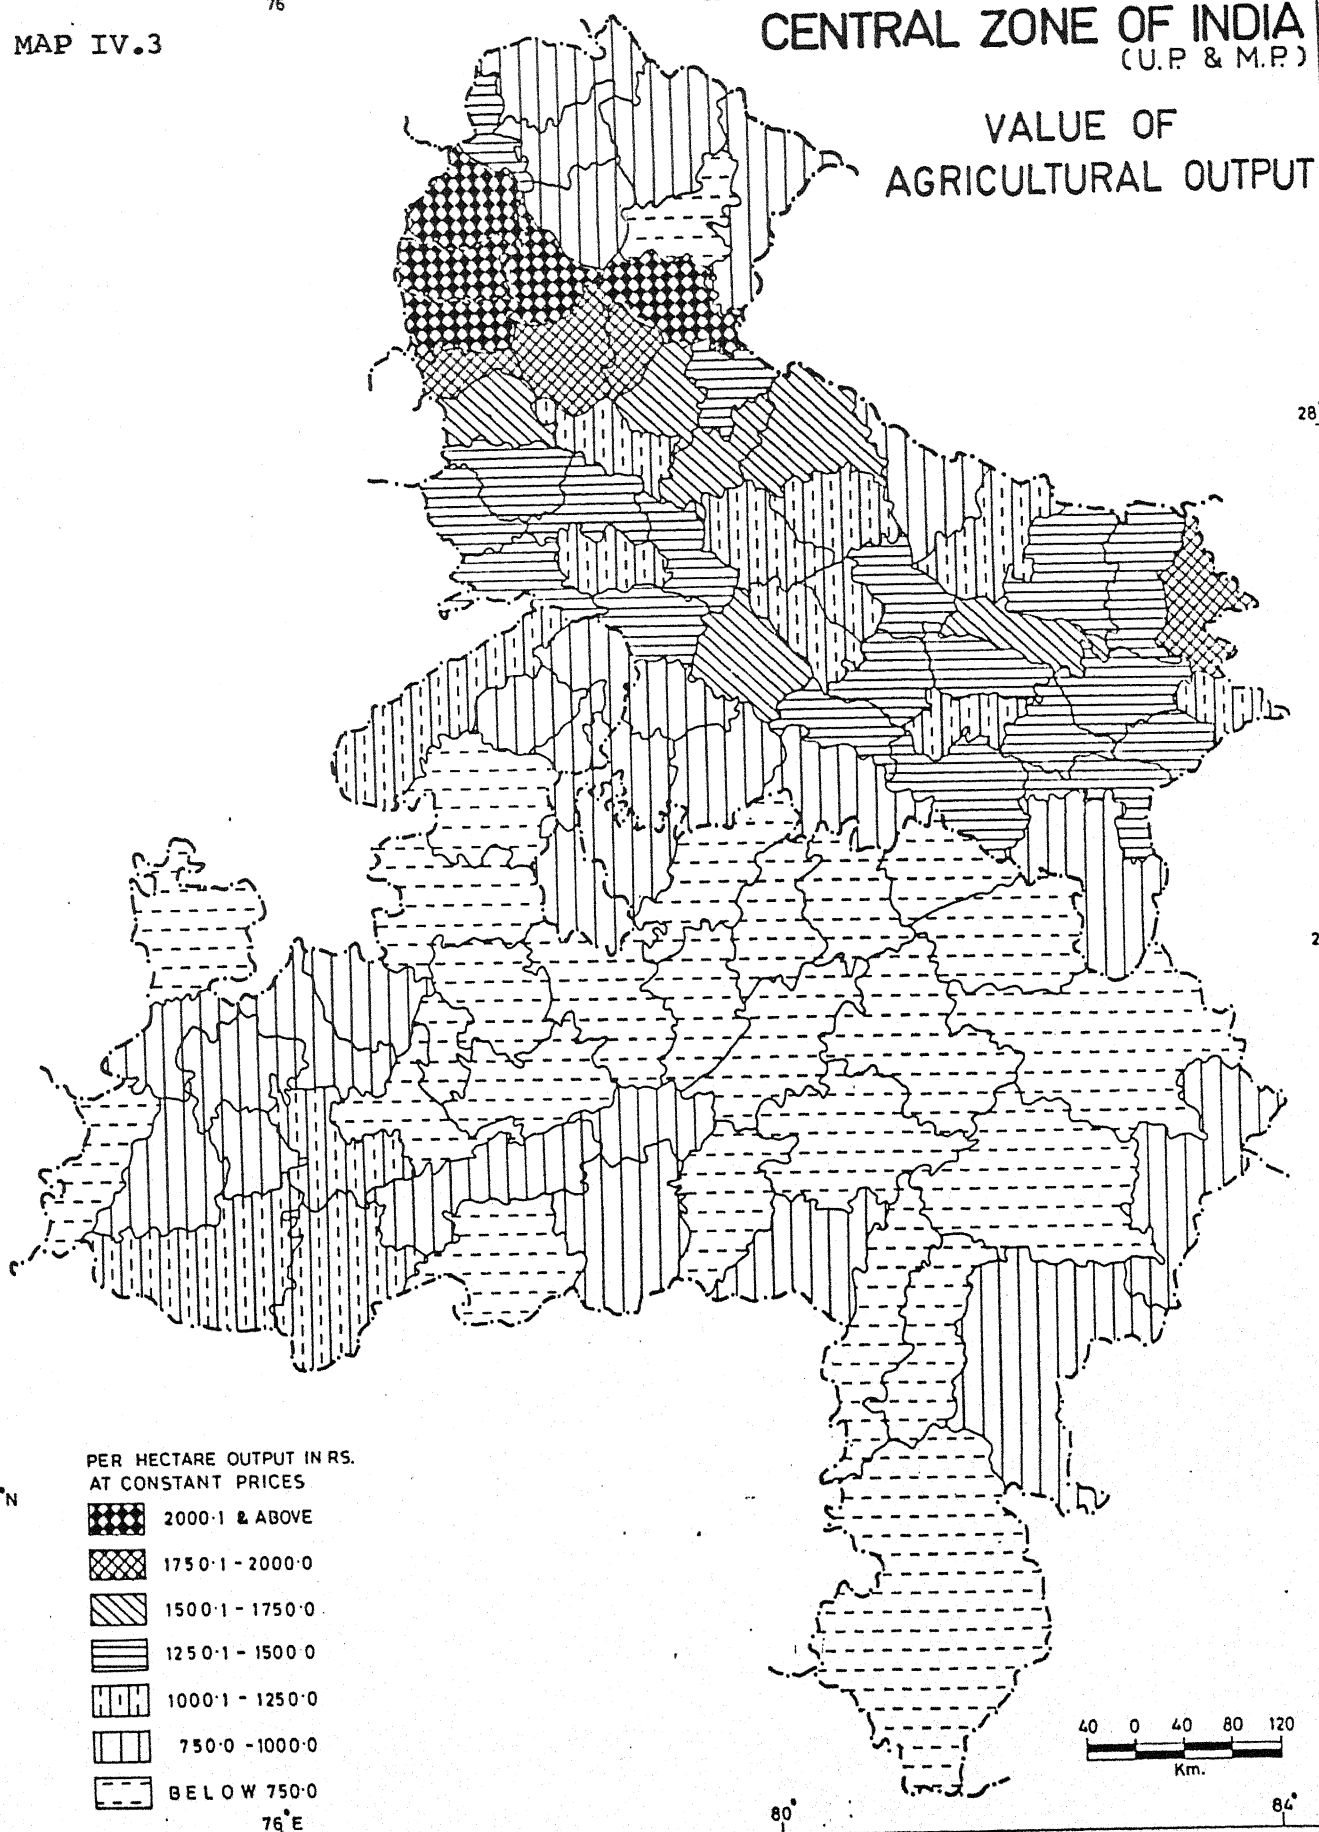 76
MAP IV.3
CENTRAL ZONE OF INDIA
(U.P. & M.P.)
VALUE OF
AGRICULTURAL OUTPUT
28°
2
PER HECTARE OUTPUT IN RS.
AT CONSTANT PRICES
°N
2000·1 & ABOVE
1750·1 - 2000·0
1500·1 - 1750·0
1250·1 - 1500·0
1000·1 - 1250·0
750·0 - 1000·0
BELOW 750·0
76°E
40 0 40 80 120
Km.
80°
84°